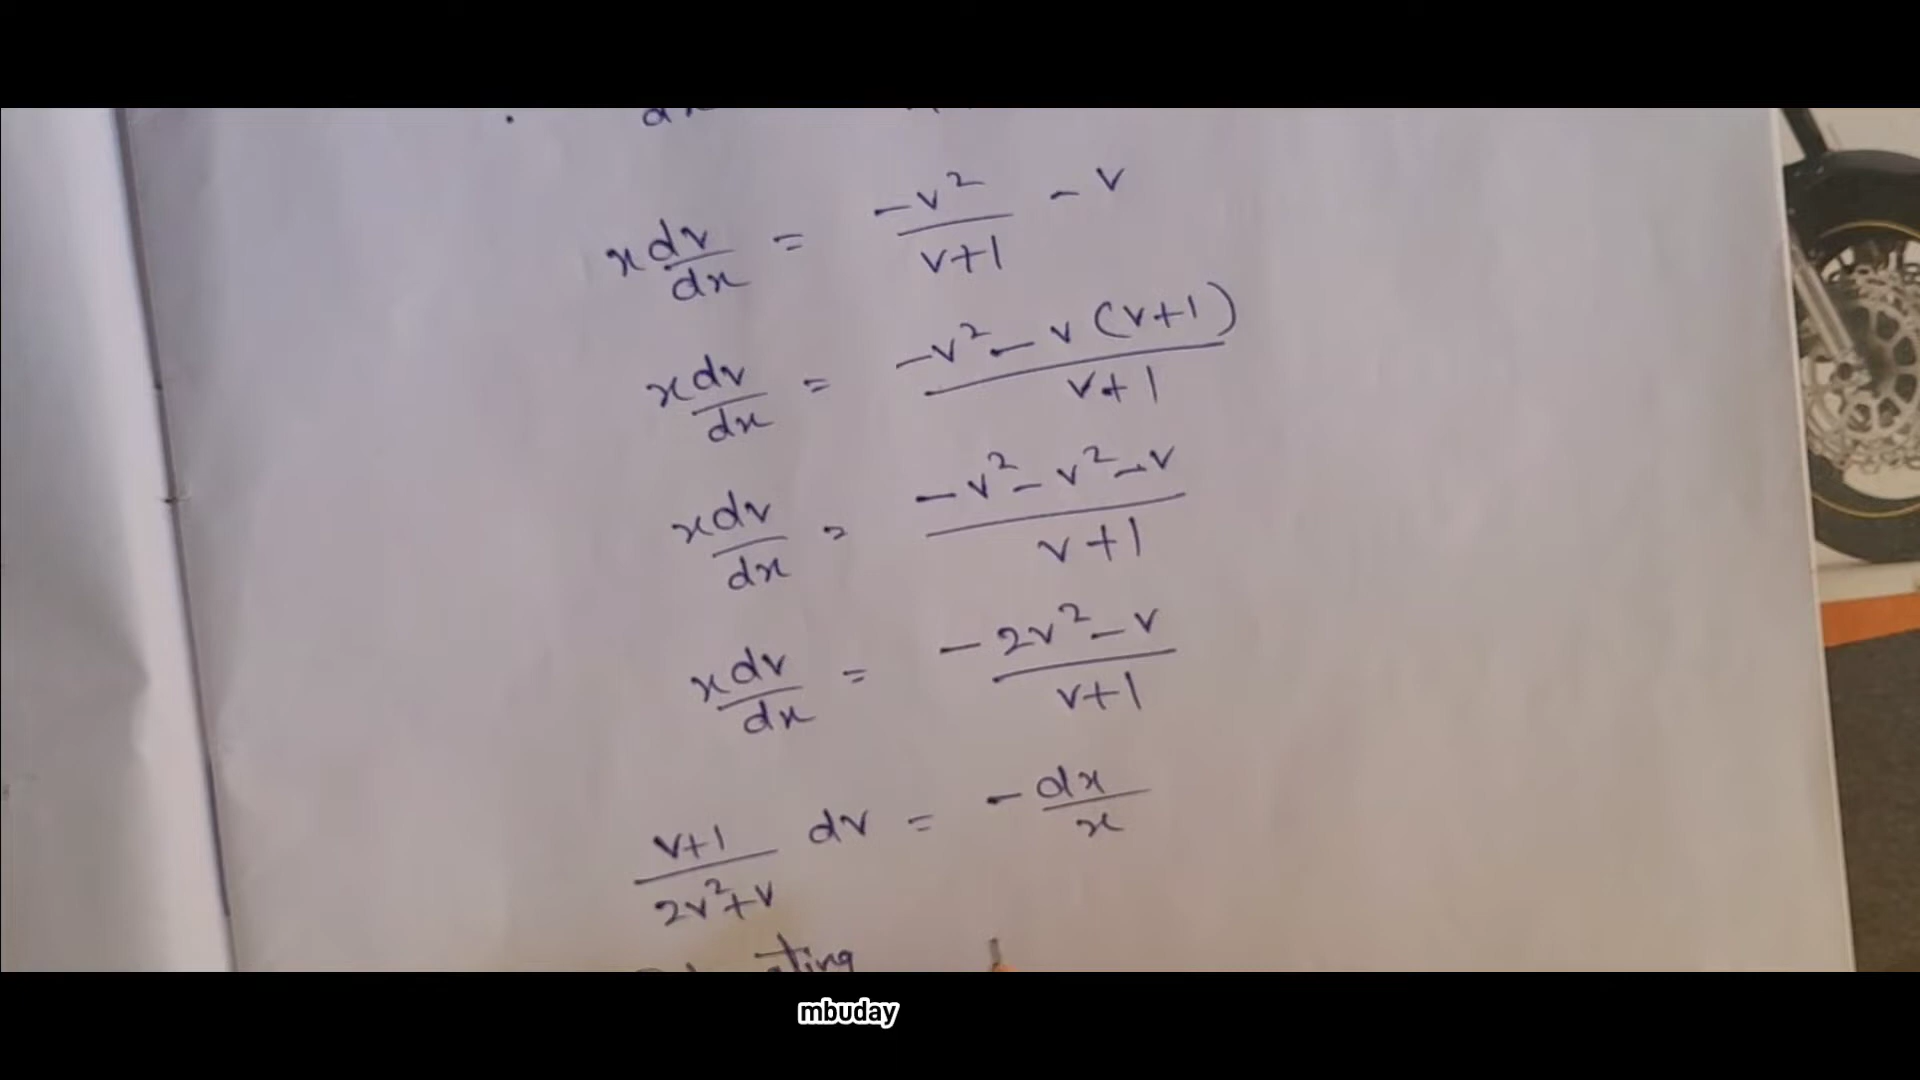 x dv/dx = -v²/v+1 - v
x dv/dx = -v² - v(v+1)/v+1
x dv/dx = -v² - v² - v/v+1
x dv/dx = -2v² - v/v+1
v+1/2v²+v dv = -dx/x
mbuday